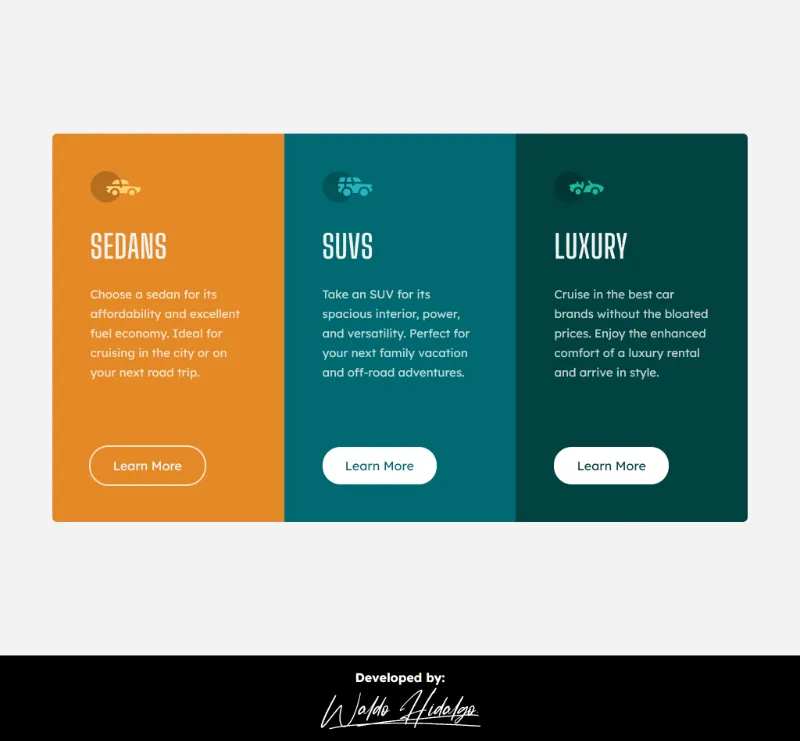 SEDANS
Choose a sedan for its
affordability and excellent
fuel economy. Ideal for
cruising in the city or on
your next road trip.
Learn More
SUVS
Take an SUV for its
spacious interior, power,
and versatility. Perfect for
your next family vacation
and off-road adventures.
Learn More
LUXURY
Cruise in the best car
brands without the bloated
prices. Enjoy the enhanced
comfort of a luxury rental
and arrive in style.
Learn More
Developed by:
Waldo Hidalgo